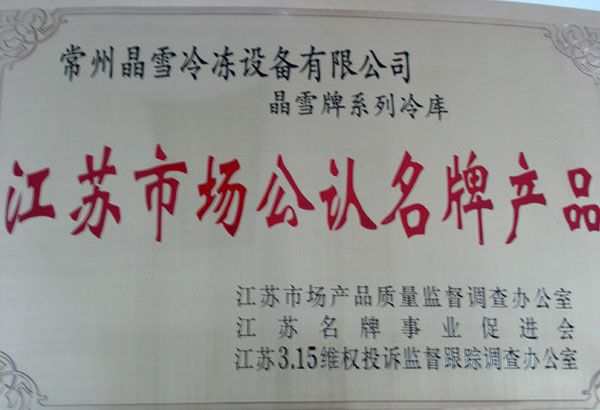 常州晶雪冷冻设备有限公司
晶雪牌系列冷库
江苏市场公认名牌产品
江苏市场产品质量监督调查办公室
江苏名牌事业促进会
江苏3.15维权投诉监督跟踪调查办公室